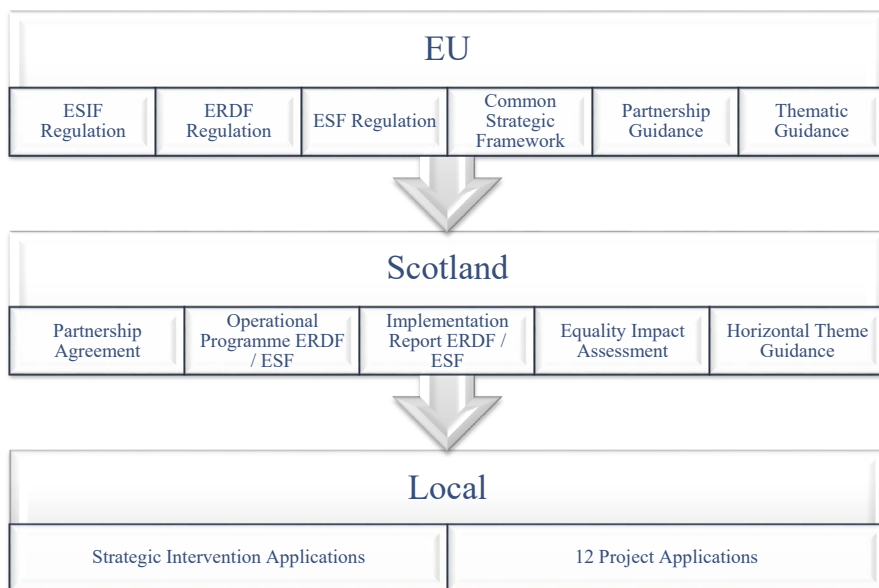 EU
ESIF
Regulation
ERDF
Regulation
ESF Regulation
Common
Strategic
Framework
Partnership
Guidance
Thematic
Guidance
Scotland
Partnership
Agreement
Operational
Programme ERDF
/ ESF
Implementation
Report ERDF /
ESF
Equality Impact
Assessment
Horizontal Theme
Guidance
Local
Strategic Intervention Applications
12 Project Applications